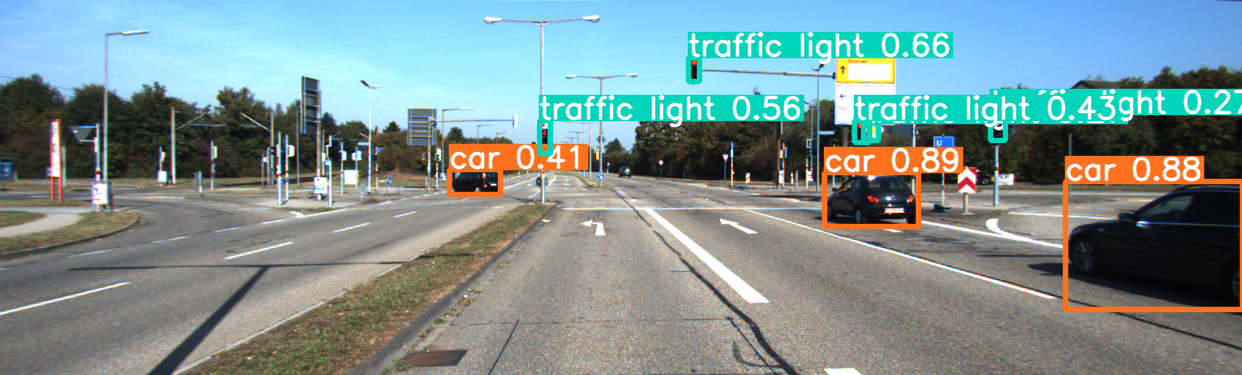 traffic light 0.66
traffic light 0.56
traffic light 0.43
ght 0.27
car 0.41
car 0.89
car 0.88
U